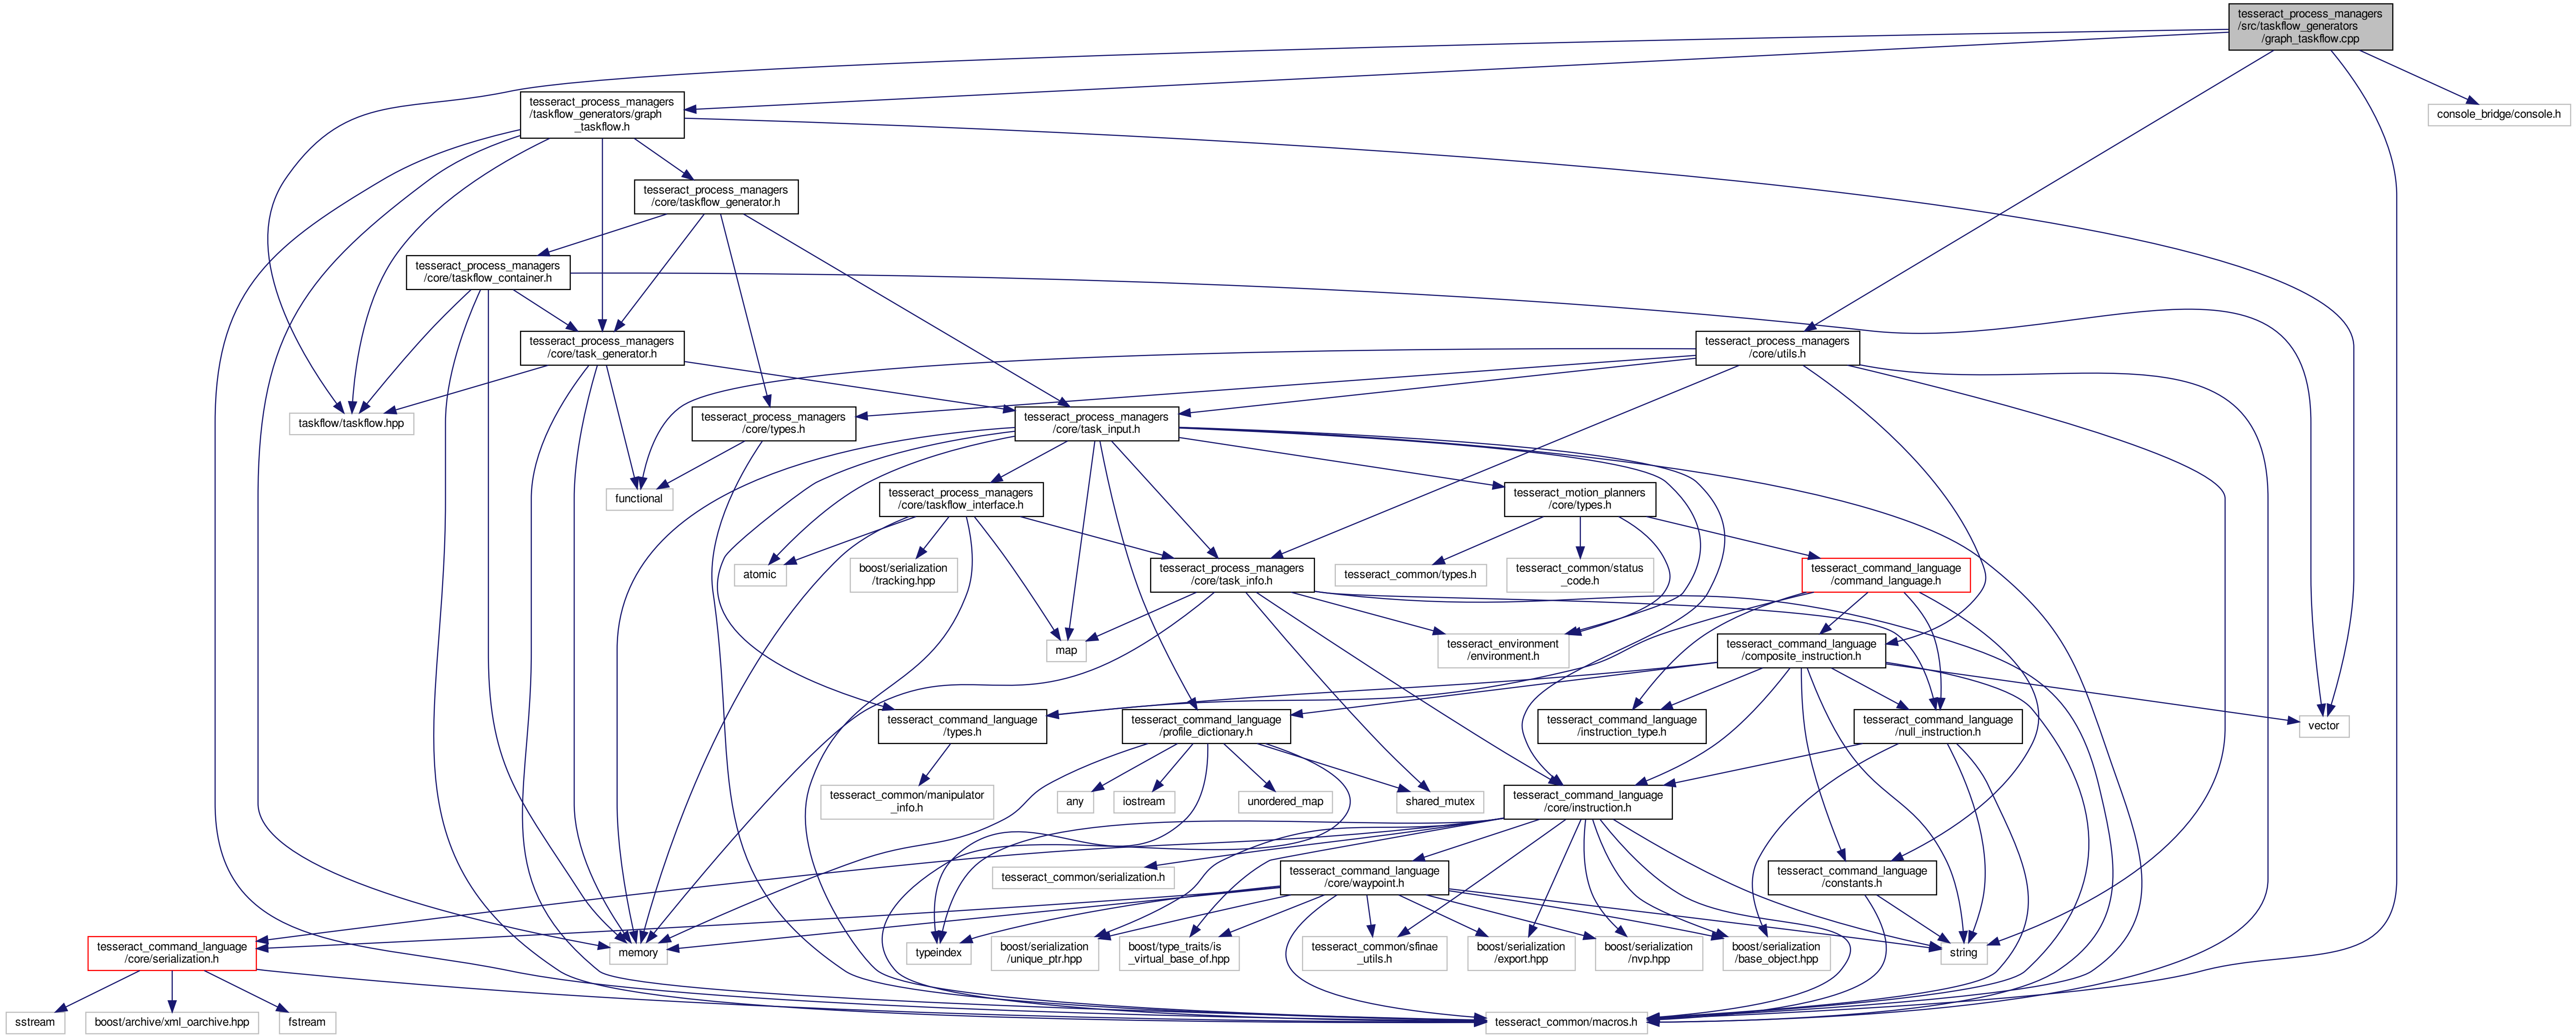 tesseract_process_managers
/src/taskflow_generators
/graph_taskflow.cpp
tesseract_process_managers
/taskflow_generators/graph
_taskflow.h
console_bridge/console.h
tesseract_process_managers
/core/taskflow_generator.h
tesseract_process_managers
/core/taskflow_container.h
tesseract_process_managers
/core/task_generator.h
tesseract_process_managers
/core/utils.h
taskflow/taskflow.hpp
tesseract_process_managers
/core/types.h
tesseract_process_managers
/core/task_input.h
functional
tesseract_process_managers
/core/taskflow_interface.h
tesseract_motion_planners
/core/types.h
atomic
boost/serialization
/tracking.hpp
tesseract_process_managers
/core/task_info.h
tesseract_common/types.h
tesseract_common/status
_code.h
tesseract_command_language
/command_language.h
map
tesseract_environment
/environment.h
tesseract_command_language
/composite_instruction.h
tesseract_command_language
/types.h
tesseract_command_language
/profile_dictionary.h
tesseract_command_language
/instruction_type.h
tesseract_command_language
/null_instruction.h
vector
tesseract_common/manipulator
_info.h
any
iostream
unordered_map
shared_mutex
tesseract_command_language
/core/instruction.h
tesseract_common/serialization.h
tesseract_command_language
/core/waypoint.h
tesseract_command_language
/constants.h
tesseract_command_language
/core/serialization.h
memory
typeindex
boost/serialization
/unique_ptr.hpp
boost/type_traits/is
_virtual_base_of.hpp
tesseract_common/sfinae
_utils.h
boost/serialization
/export.hpp
boost/serialization
/nvp.hpp
boost/serialization
/base_object.hpp
string
sstream
boost/archive/xml_oarchive.hpp
fstream
tesseract_common/macros.h